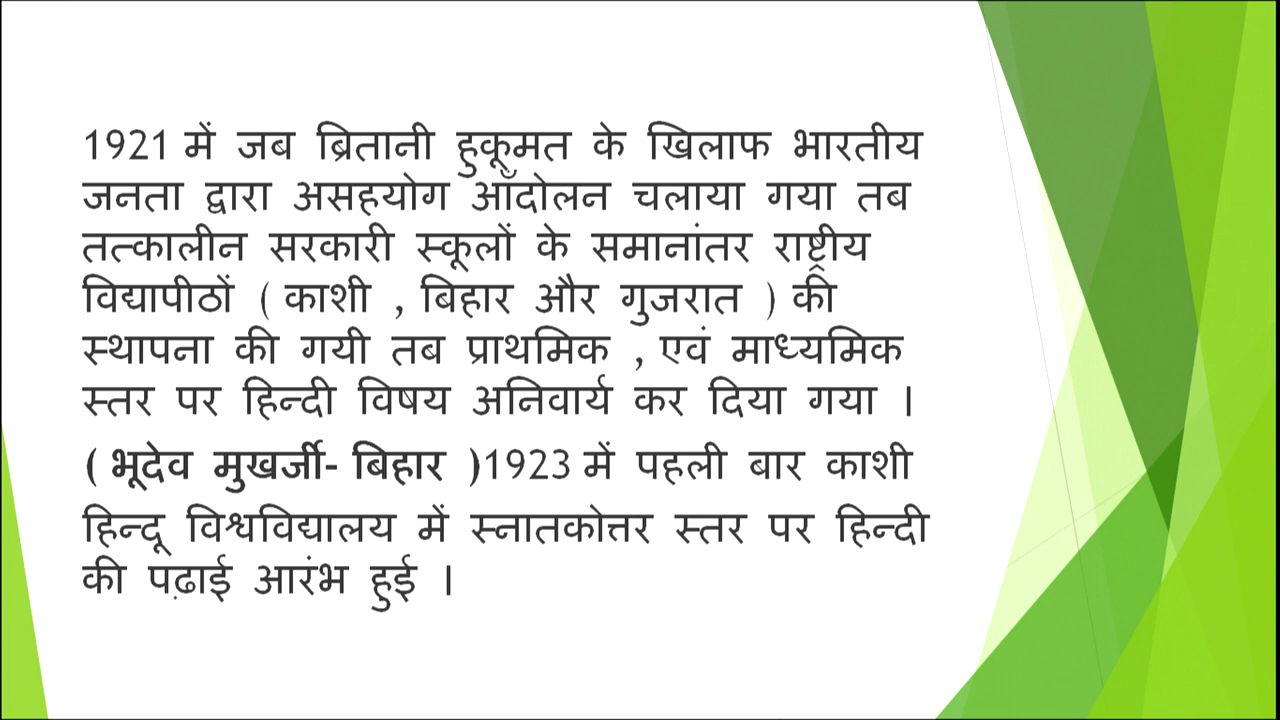 1921 में जब ब्रितानी हुकूमत के खिलाफ भारतीय
जनता द्वारा असहयोग आँदोलन चलाया गया तब
तत्कालीन सरकारी स्कूलों के समानांतर राष्ट्रीय
विद्यापीठों ( काशी , बिहार और गुजरात ) की
स्थापना की गयी तब प्राथमिक , एवं माध्यमिक
स्तर पर हिन्दी विषय अनिवार्य कर दिया गया ।
( भूदेव मुखर्जी- बिहार )1923 में पहली बार काशी
हिन्दू विश्वविद्यालय में स्नातकोत्तर स्तर पर हिन्दी
की पढ़ाई आरंभ हुई ।